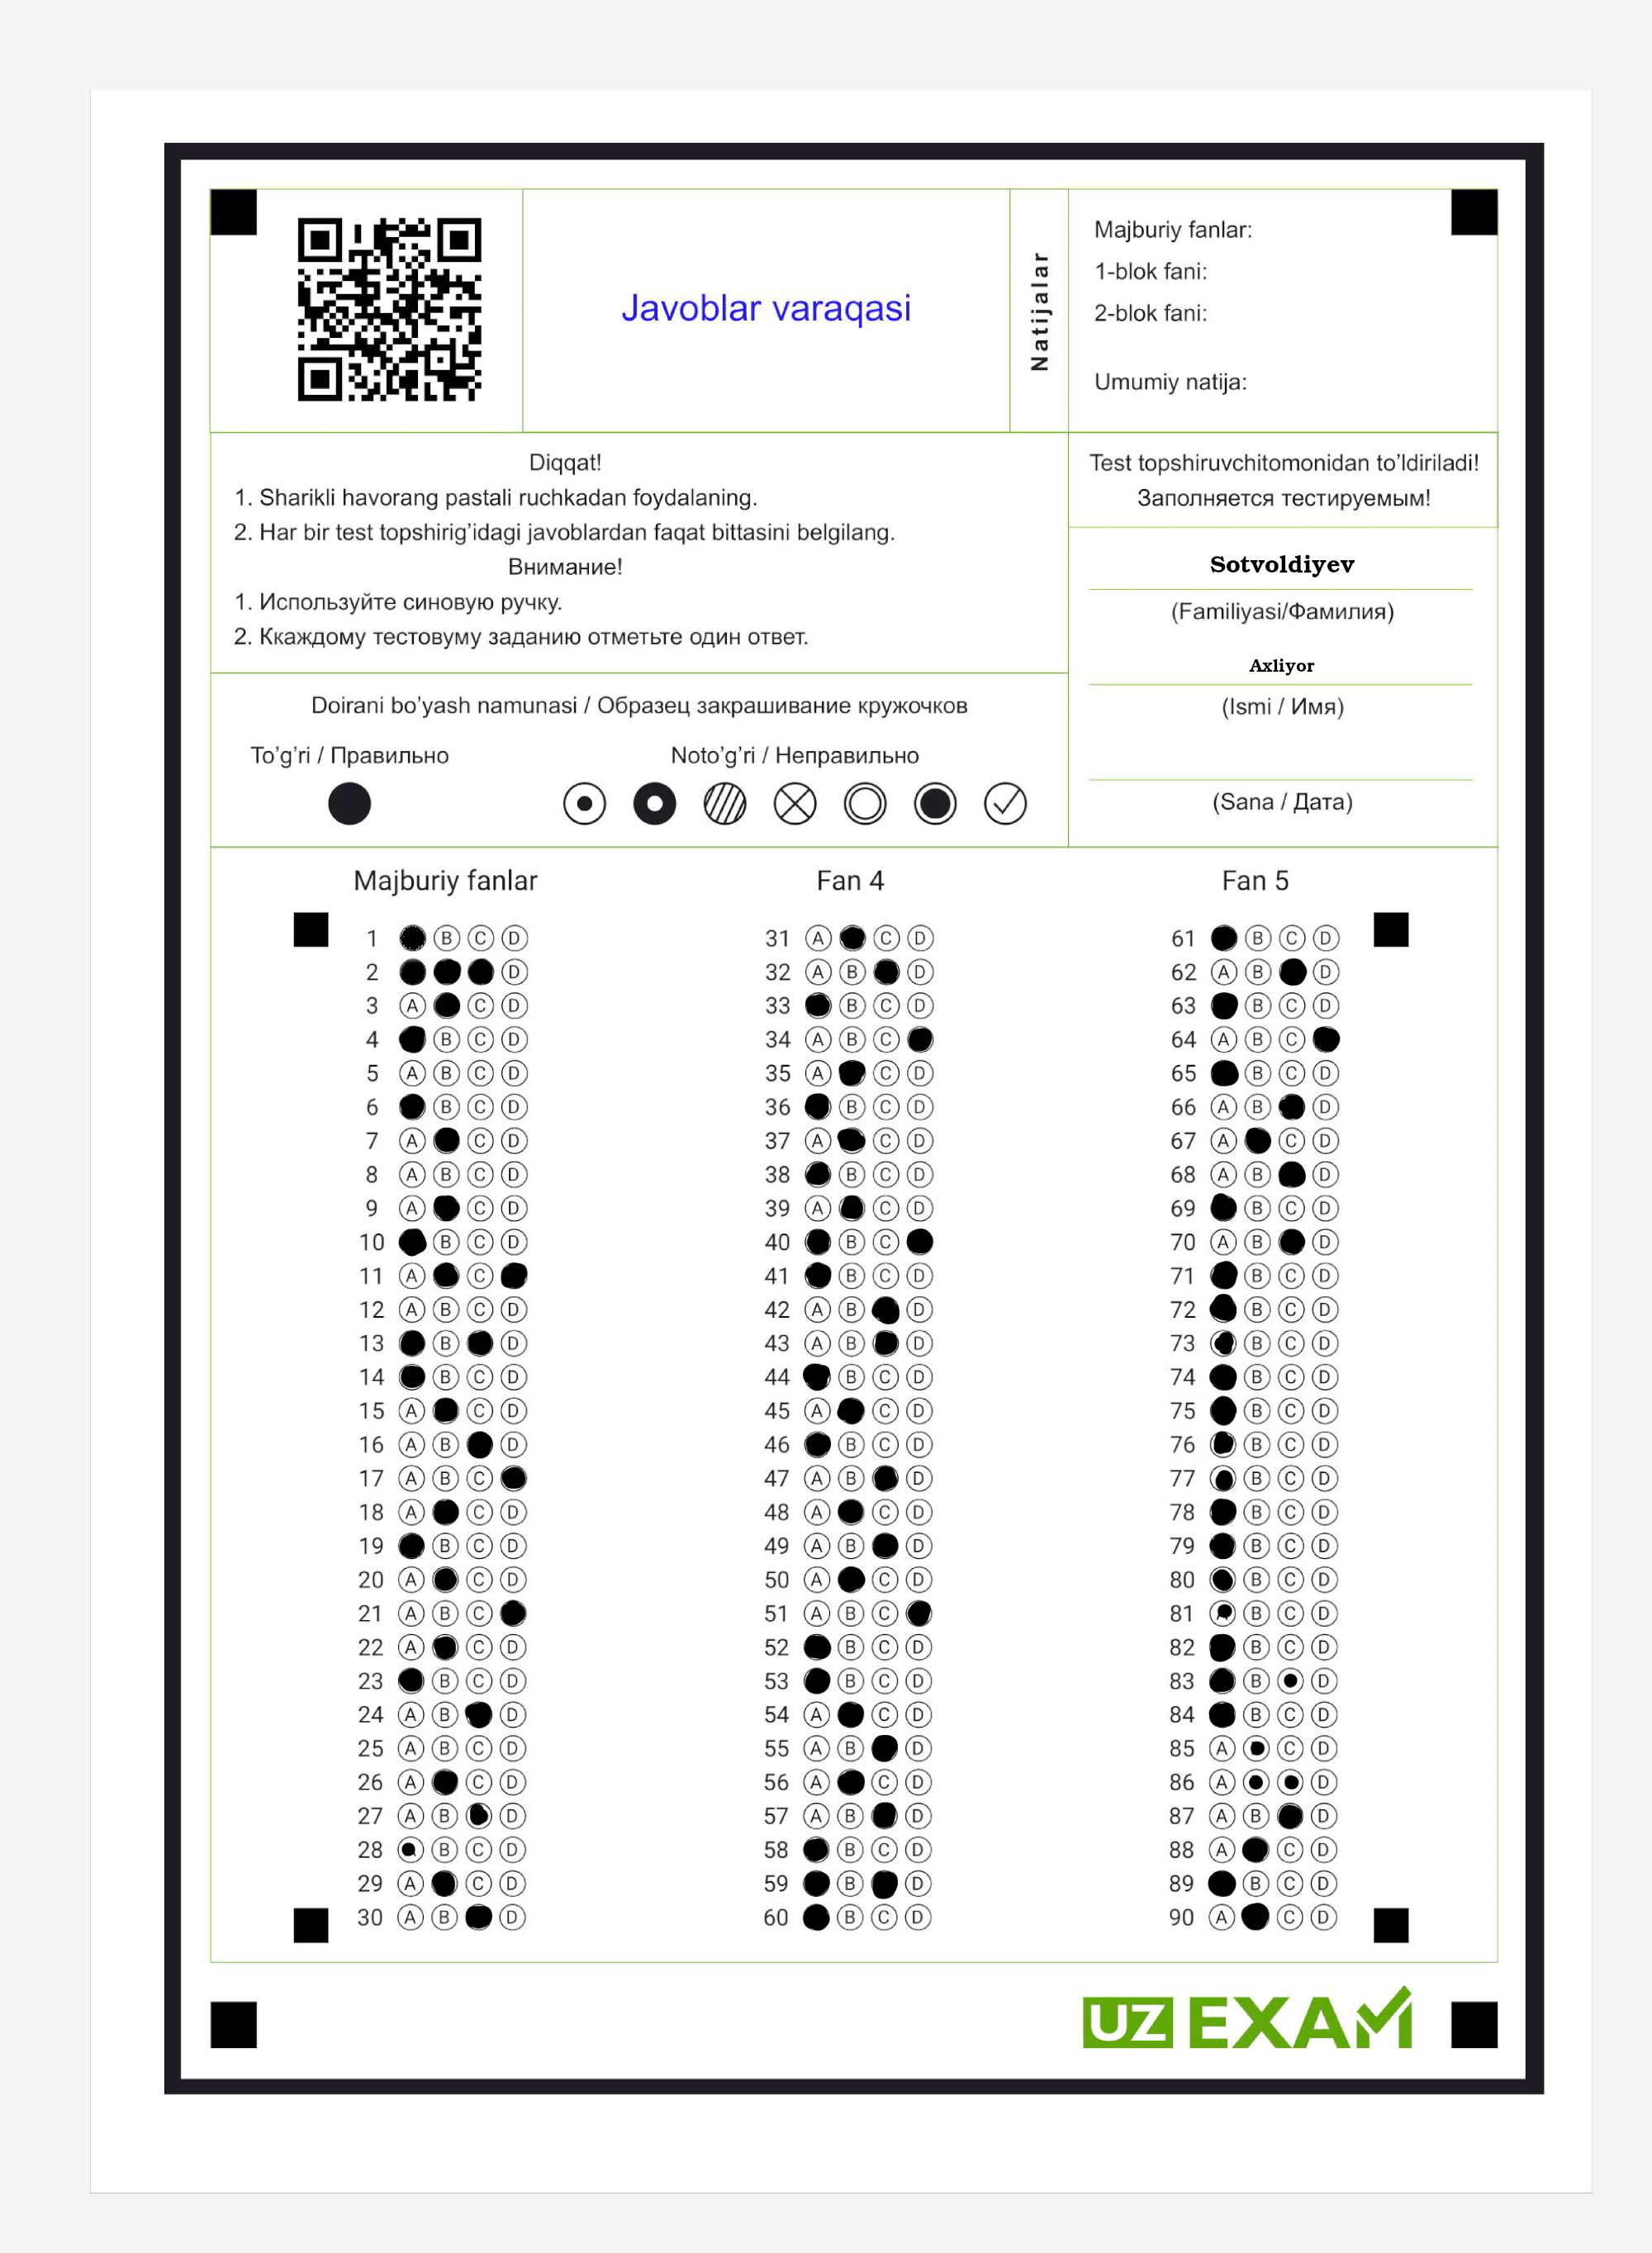 Javoblar varaqasi
Natijalar
Majburiy fanlar:
1-blok fani:
2-blok fani:
Umumiy natija:
Diqqat!
1. Sharikli havorang pastali ruchkadan foydalaning.
2. Har bir test topshirig'idagi javoblardan faqat bittasini belgilang.
Внимание!
1. Используйте синовую ручку.
2. Ккаждому тестовуму заданию отметьте один ответ.
Test topshiruvchitomonidan to'ldiriladi!
Заполняется тестируемым!
Sotvoldiyev
(Familiyasi/Фамилия)
Axliyor
(Ismi / Имя)
(Sana / Дата)
Doirani bo'yash namunasi / Образец закрашивание кружочков
To'g'ri / Правильно
Noto'g'ri / Неправильно
Majburiy fanlar
1 B C D
2 D
3 A C D
4 B C D
5 A B C D
6 B C D
7 A C D
8 A B C D
9 A C D
10 B C D
11 A C
12 A B C D
13 B D
14 B C D
15 A C D
16 A B D
17 A B C
18 A C D
19 B C D
20 A C D
21 A B C
22 A C D
23 B C D
24 A B D
25 A B C D
26 A C D
27 A B D
28 B C D
29 A C D
30 A B D
Fan 4
31 A C D
32 A B D
33 B C D
34 A B C
35 A C D
36 B C D
37 A C D
38 B C D
39 A C D
40 B C
41 B C D
42 A B D
43 A B D
44 B C D
45 A C D
46 B C D
47 A B D
48 A C D
49 A B D
50 A C D
51 A B C
52 B C D
53 B C D
54 A C D
55 A B D
56 A C D
57 A B D
58 B C D
59 B D
60 B C D
Fan 5
61 B C D
62 A B D
63 B C D
64 A B C
65 B C D
66 A B D
67 A C D
68 A B D
69 B C D
70 A B D
71 B C D
72 B C D
73 B C D
74 B C D
75 B C D
76 B C D
77 B C D
78 B C D
79 B C D
80 B C D
81 B C D
82 B C D
83 B D
84 B C D
85 A C D
86 A D
87 A B D
88 A C D
89 B C D
90 A C D
UZ EXAM